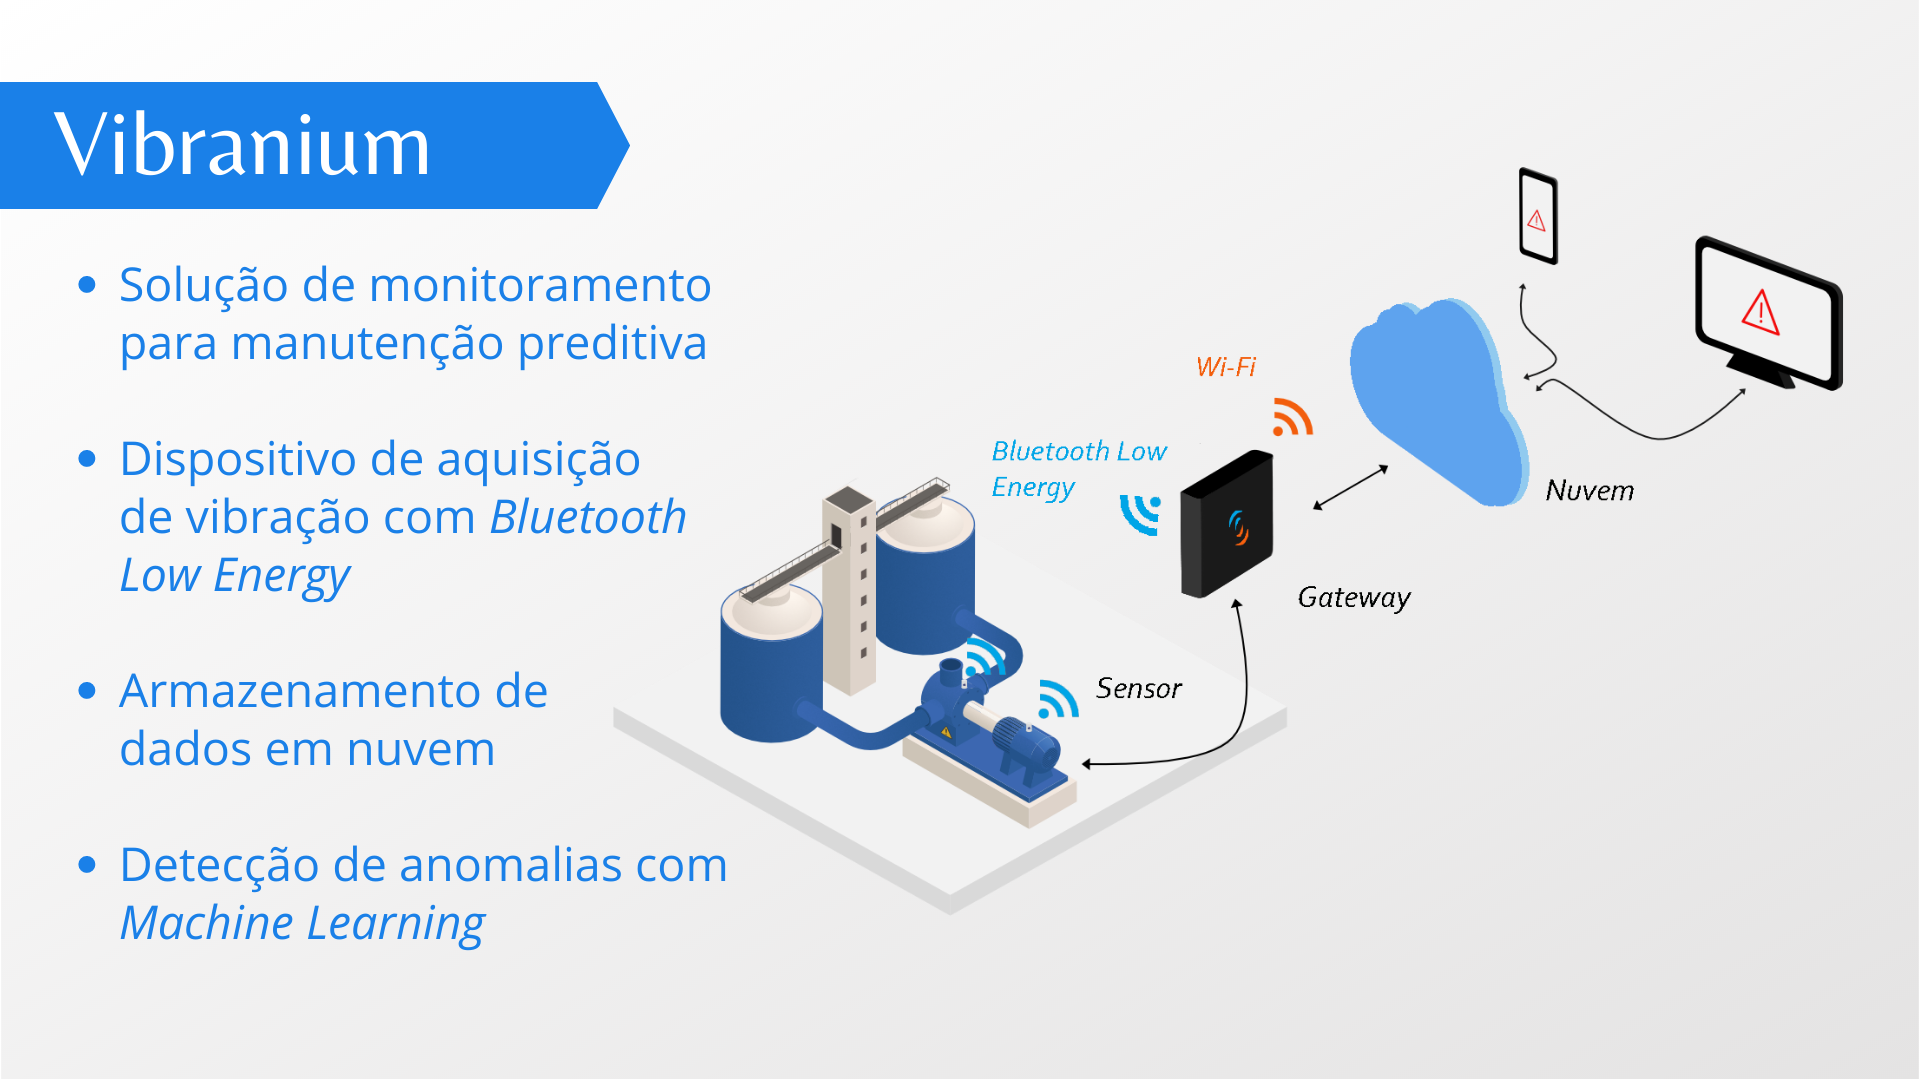 Vibranium
Solução de monitoramento
para manutenção preditiva
Dispositivo de aquisição
de vibração com Bluetooth
Low Energy
Armazenamento de
dados em nuvem
Detecção de anomalias com
Machine Learning
Wi-Fi
Bluetooth Low
Energy
Nuvem
Gateway
Sensor